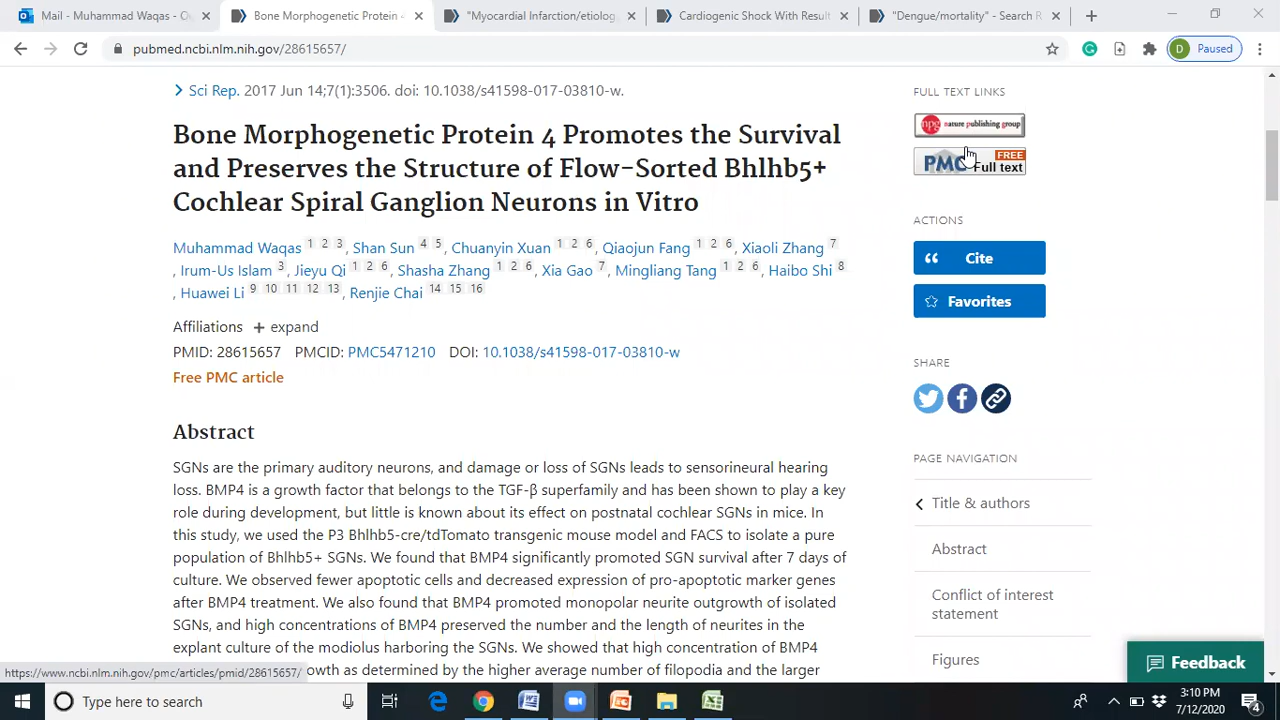 Mail - Muhammad Waqas - Ou
Bone Morphogenetic Protein 4
"Myocardial Infarction/etiolog
Cardiogenic Shock With Result
"Dengue/mortality" - Search R
pubmed.ncbi.nlm.nih.gov/28615657/
D Paused
Sci Rep. 2017 Jun 14;7(1):3506. doi: 10.1038/s41598-017-03810-w.
Bone Morphogenetic Protein 4 Promotes the Survival
and Preserves the Structure of Flow-Sorted Bhlhb5+
Cochlear Spiral Ganglion Neurons in Vitro
Muhammad Waqas 1 2 3, Shan Sun 4 5, Chuanyin Xuan 1 2 6, Qiaojun Fang 1 2 6, Xiaoli Zhang 7
, Irum-Us Islam 3, Jieyu Qi 1 2 6, Shasha Zhang 1 2 6, Xia Gao 7, Mingliang Tang 1 2 6, Haibo Shi 8
, Huawei Li 9 10 11 12 13, Renjie Chai 14 15 16
Affiliations + expand
PMID: 28615657 PMCID: PMC5471210 DOI: 10.1038/s41598-017-03810-w
Free PMC article
Abstract
SGNs are the primary auditory neurons, and damage or loss of SGNs leads to sensorineural hearing
loss. BMP4 is a growth factor that belongs to the TGF-β superfamily and has been shown to play a key
role during development, but little is known about its effect on postnatal cochlear SGNs in mice. In
this study, we used the P3 Bhlhb5-cre/tdTomato transgenic mouse model and FACS to isolate a pure
population of Bhlhb5+ SGNs. We found that BMP4 significantly promoted SGN survival after 7 days of
culture. We observed fewer apoptotic cells and decreased expression of pro-apoptotic marker genes
after BMP4 treatment. We also found that BMP4 promoted monopolar neurite outgrowth of isolated
SGNs, and high concentrations of BMP4 preserved the number and the length of neurites in the
explant culture of the modiolus harboring the SGNs. We showed that high concentration of BMP4
owth as determined by the higher average number of filopodia and the larger
https://www.ncbi.nlm.nih.gov/pmc/articles/pmid/28615657/
FULL TEXT LINKS
npg nature publishing group
PMC FREE
Full text
ACTIONS
Cite
Favorites
SHARE
PAGE NAVIGATION
Title & authors
Abstract
Conflict of interest
statement
Figures
Feedback
Type here to search
3:10 PM
7/12/2020
4